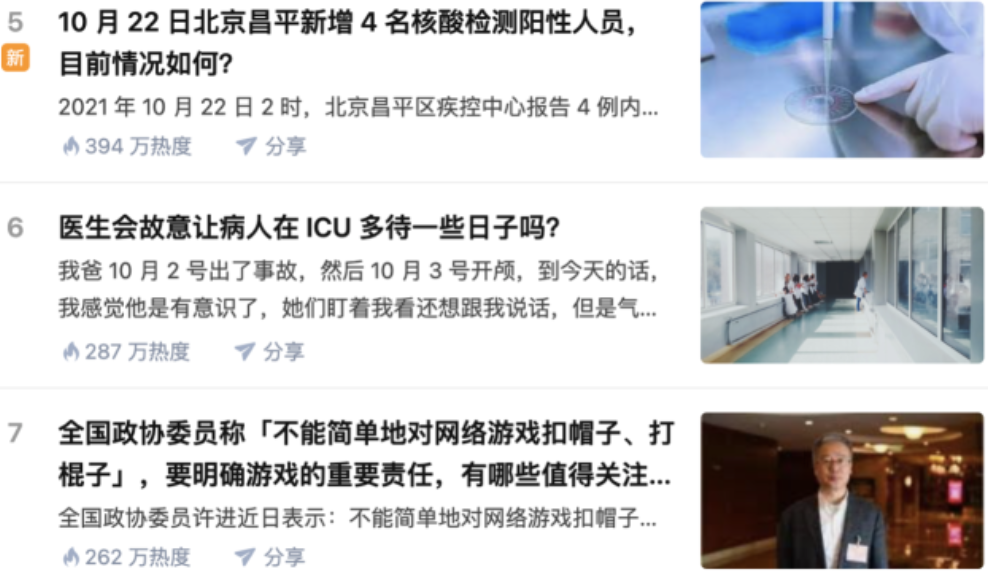 5
新
10 月 22 日北京昌平新增 4 名核酸检测阳性人员，
目前情况如何？
2021 年 10 月 22 日 2 时，北京昌平区疾控中心报告 4 例内...
394 万热度 分享
6
医生会故意让病人在 ICU 多待一些日子吗？
我爸 10 月 2 号出了事故，然后 10 月 3 号开颅，到今天的话，
我感觉他是有意识了，她们盯着我看还想跟我说话，但是气...
287 万热度 分享
7
全国政协委员称「不能简单地对网络游戏扣帽子、打
棍子」，要明确游戏的重要责任，有哪些值得关注...
全国政协委员许进近日表示：不能简单地对网络游戏扣帽子...
262 万热度 分享